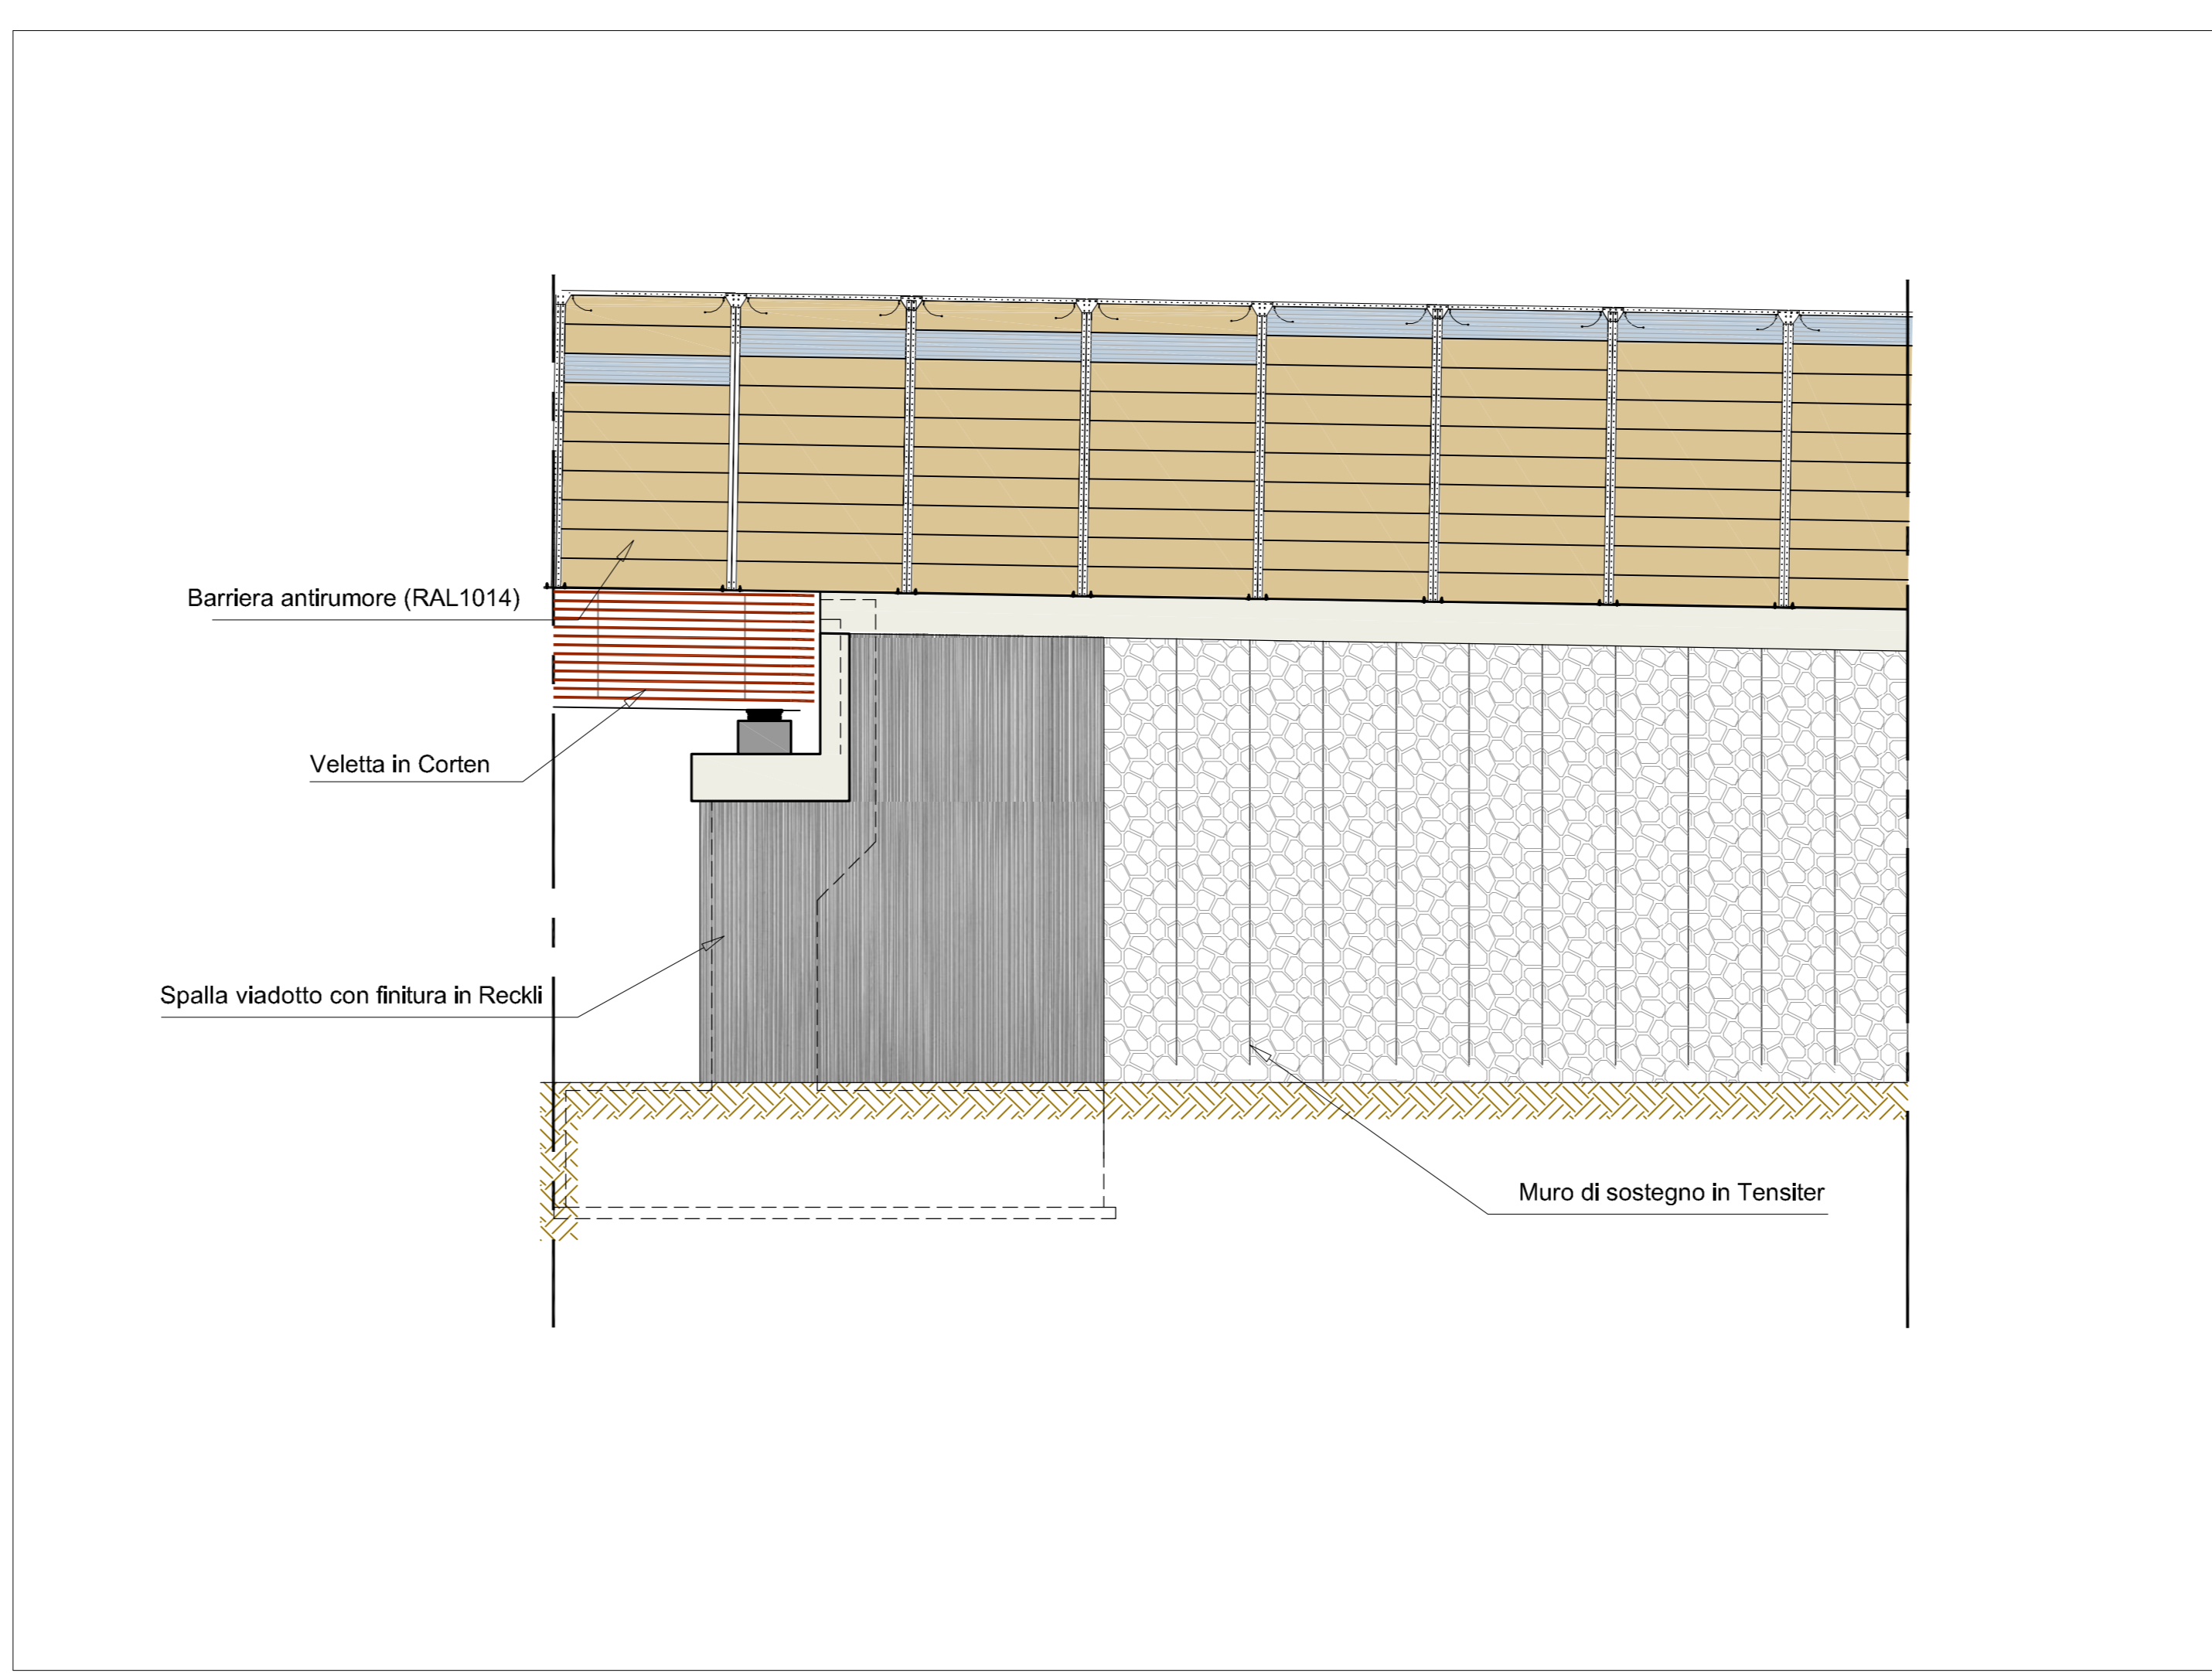 Barriera antirumore (RAL1014)
Veletta in Corten
Spalla viadotto con finitura in Reckli
Muro di sostegno in Tensiter